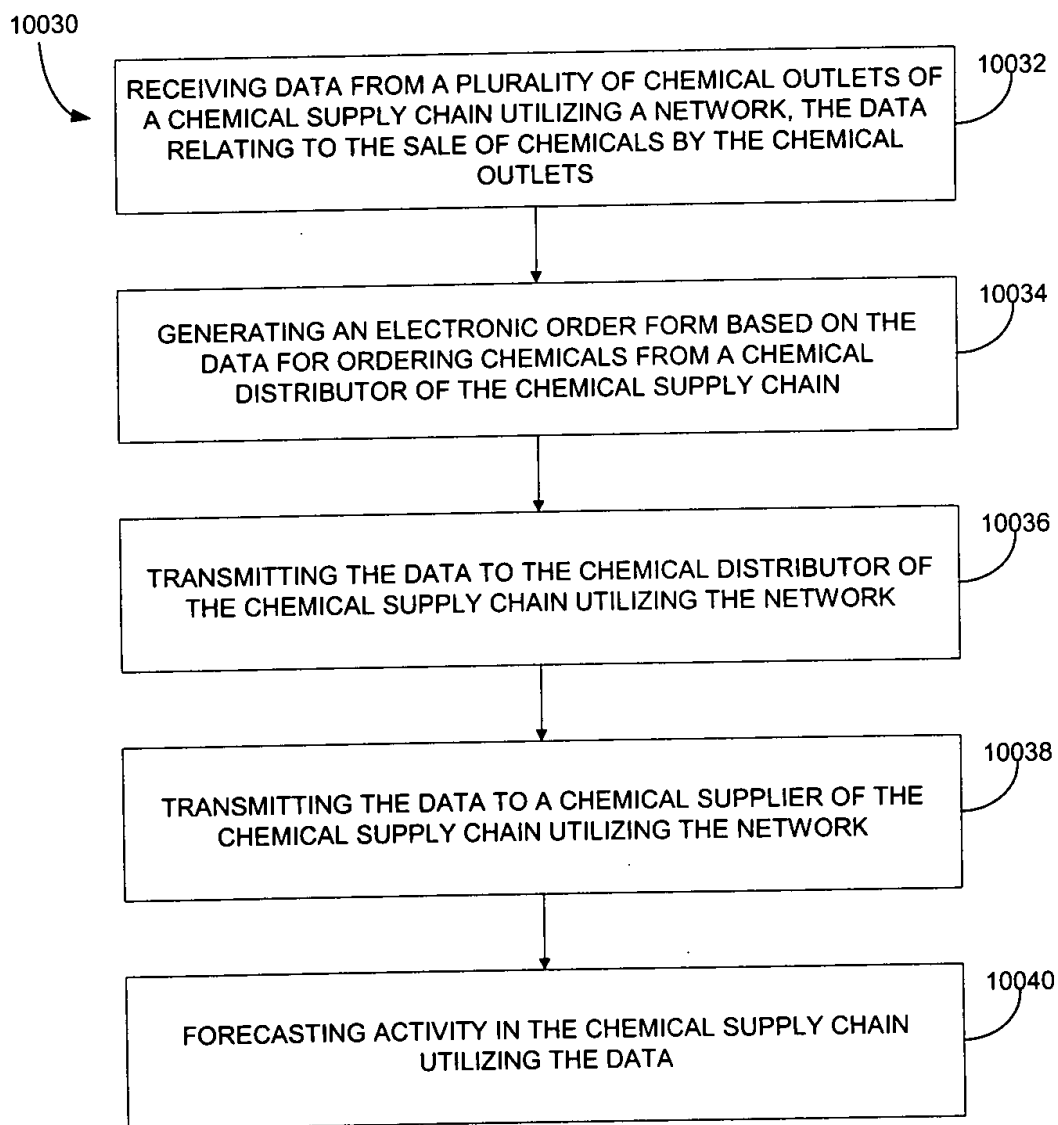 10030
10032
RECEIVING DATA FROM A PLURALITY OF CHEMICAL OUTLETS OF
A CHEMICAL SUPPLY CHAIN UTILIZING A NETWORK, THE DATA
RELATING TO THE SALE OF CHEMICALS BY THE CHEMICAL
OUTLETS
10034
GENERATING AN ELECTRONIC ORDER FORM BASED ON THE
DATA FOR ORDERING CHEMICALS FROM A CHEMICAL
DISTRIBUTOR OF THE CHEMICAL SUPPLY CHAIN
10036
TRANSMITTING THE DATA TO THE CHEMICAL DISTRIBUTOR OF
THE CHEMICAL SUPPLY CHAIN UTILIZING THE NETWORK
10038
TRANSMITTING THE DATA TO A CHEMICAL SUPPLIER OF THE
CHEMICAL SUPPLY CHAIN UTILIZING THE NETWORK
10040
FORECASTING ACTIVITY IN THE CHEMICAL SUPPLY CHAIN
UTILIZING THE DATA